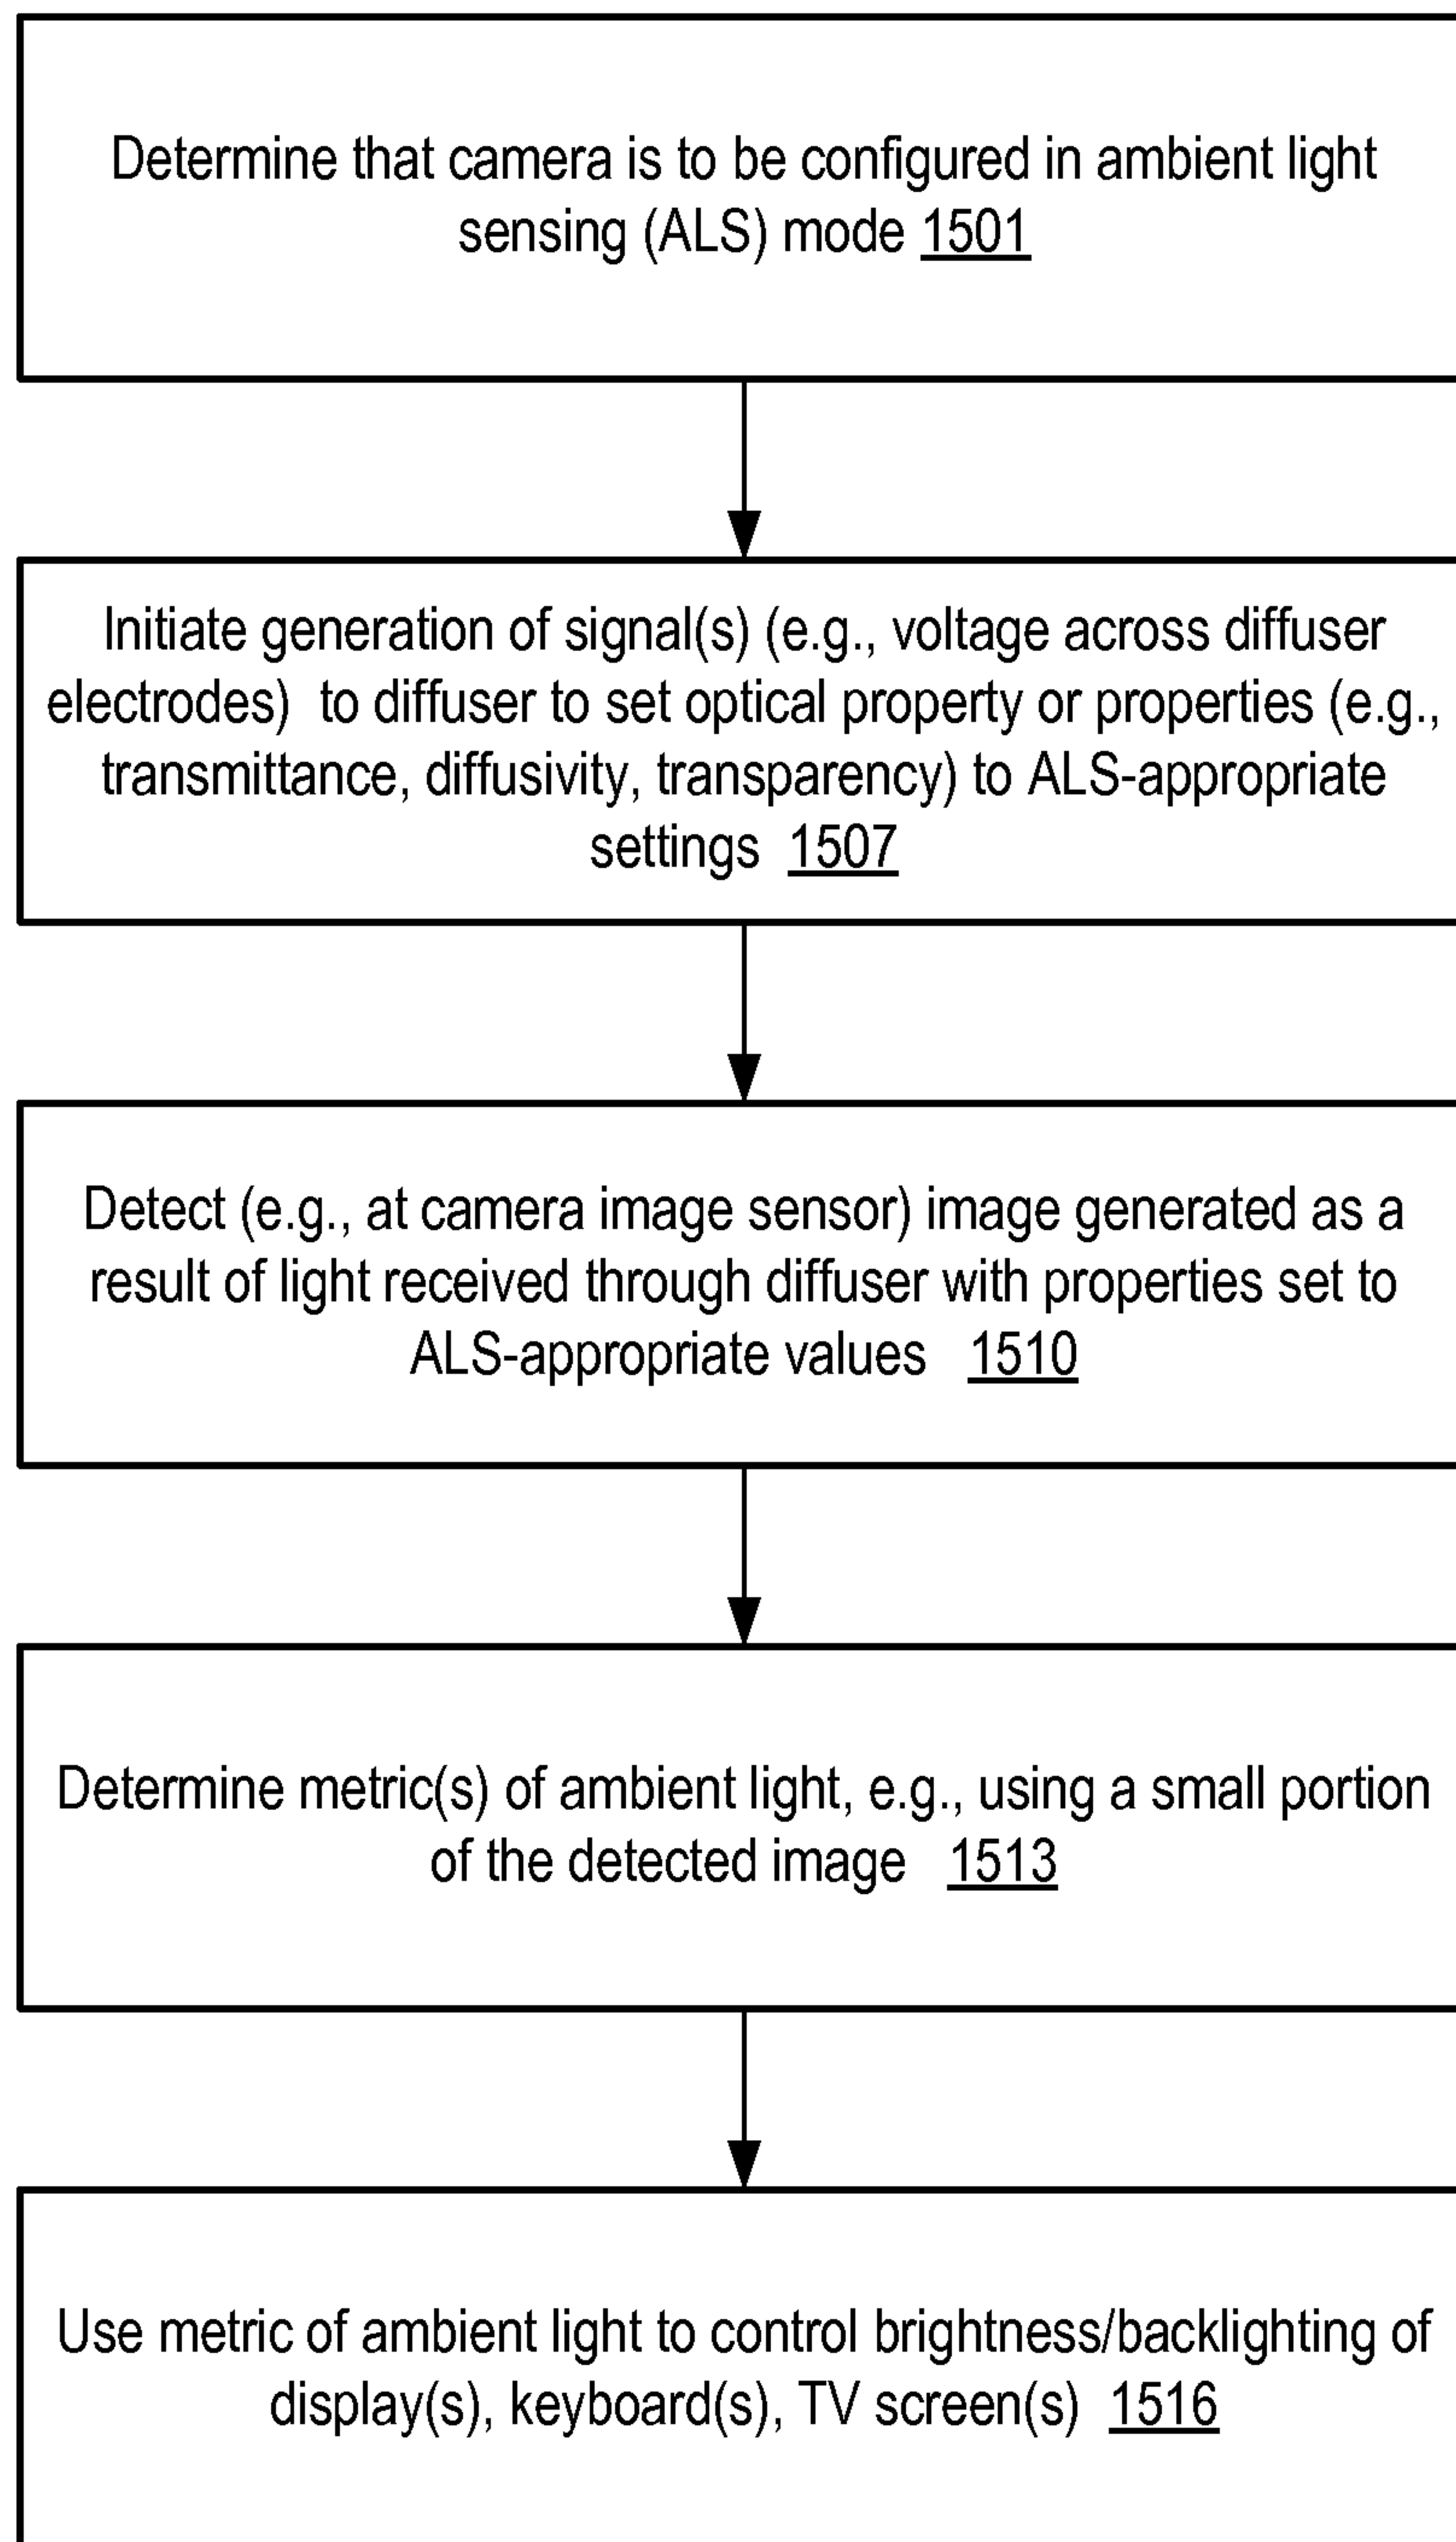 Determine that camera is to be configured in ambient light
sensing (ALS) mode 1501
Initiate generation of signal(s) (e.g., voltage across diffuser
electrodes)  to diffuser to set optical property or properties (e.g.,
transmittance, diffusivity, transparency) to ALS-appropriate
settings  1507
Detect (e.g., at camera image sensor) image generated as a
result of light received through diffuser with properties set to
ALS-appropriate values   1510
Determine metric(s) of ambient light, e.g., using a small portion
of the detected image   1513
Use metric of ambient light to control brightness/backlighting of
display(s), keyboard(s), TV screen(s)  1516